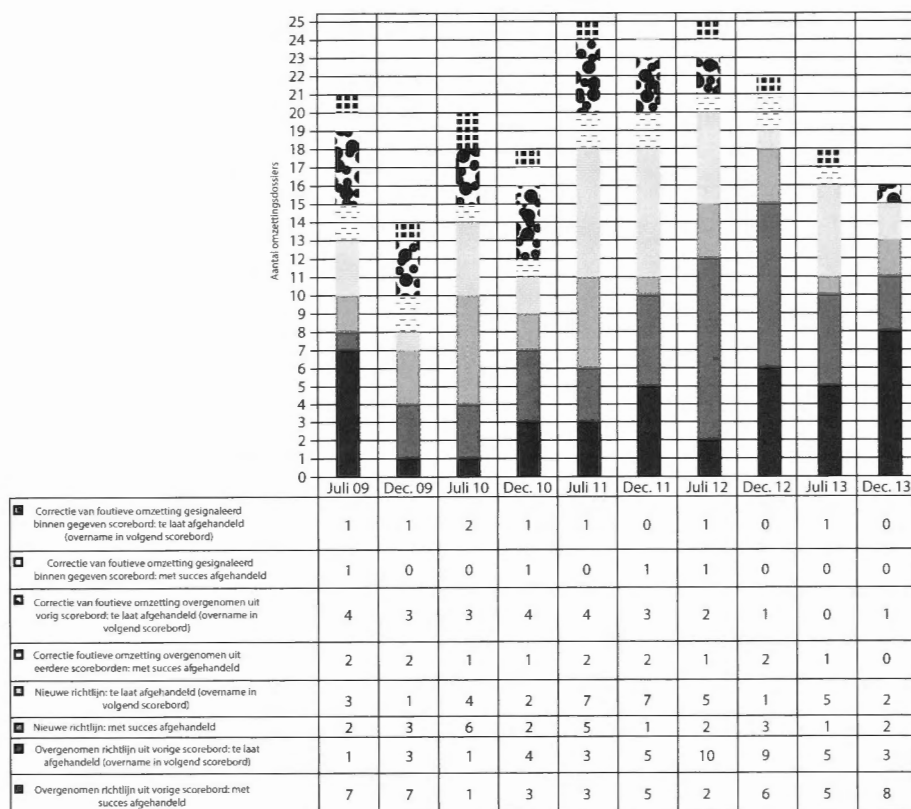 25
24
23
22
21
20
19
18
17
16
15
14
13
12
11
10
9
8
7
6
5
4
3
2
1
0
Aantal omzettingsdossiers
Juli 09 Dec. 09 Juli 10 Dec. 10 Juli 11 Dec. 11 Juli 12 Dec. 12 Juli 13 Dec. 13
Correctie van foutieve omzetting gesignaleerd
binnen gegeven scorebord: te laat afgehandeld
(overname in volgend scorebord)
1 1 2 1 1 0 1 0 1 0
Correctie van foutieve omzetting gesignaleerd
binnen gegeven scorebord: met succes afgehandeld
1 0 0 1 0 1 1 0 0 0
Correctie van foutieve omzetting overgenomen uit
vorig scorebord: te laat afgehandeld (overname in
volgend scorebord)
4 3 3 4 4 3 2 1 0 1
Correctie foutieve omzetting overgenomen uit
eerdere scoreborden: met succes afgehandeld
2 2 1 1 2 2 1 2 1 0
Nieuwe richtlijn: te laat afgehandeld (overname in
volgend scorebord)
3 1 4 2 7 7 5 1 5 2
Nieuwe richtlijn: met succes afgehandeld
2 3 6 2 5 1 2 3 1 2
Overgenomen richtlijn uit vorige scorebord: te laat
afgehandeld (overname in volgend scorebord)
1 3 1 4 3 5 10 9 5 3
Overgenomen richtlijn uit vorige scorebord: met
succes afgehandeld
7 7 1 3 3 5 2 6 5 8